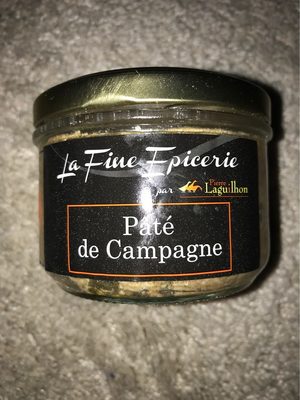 La Fine Epicerie
par Pierre Laguilhon
Pâté
de Campagne